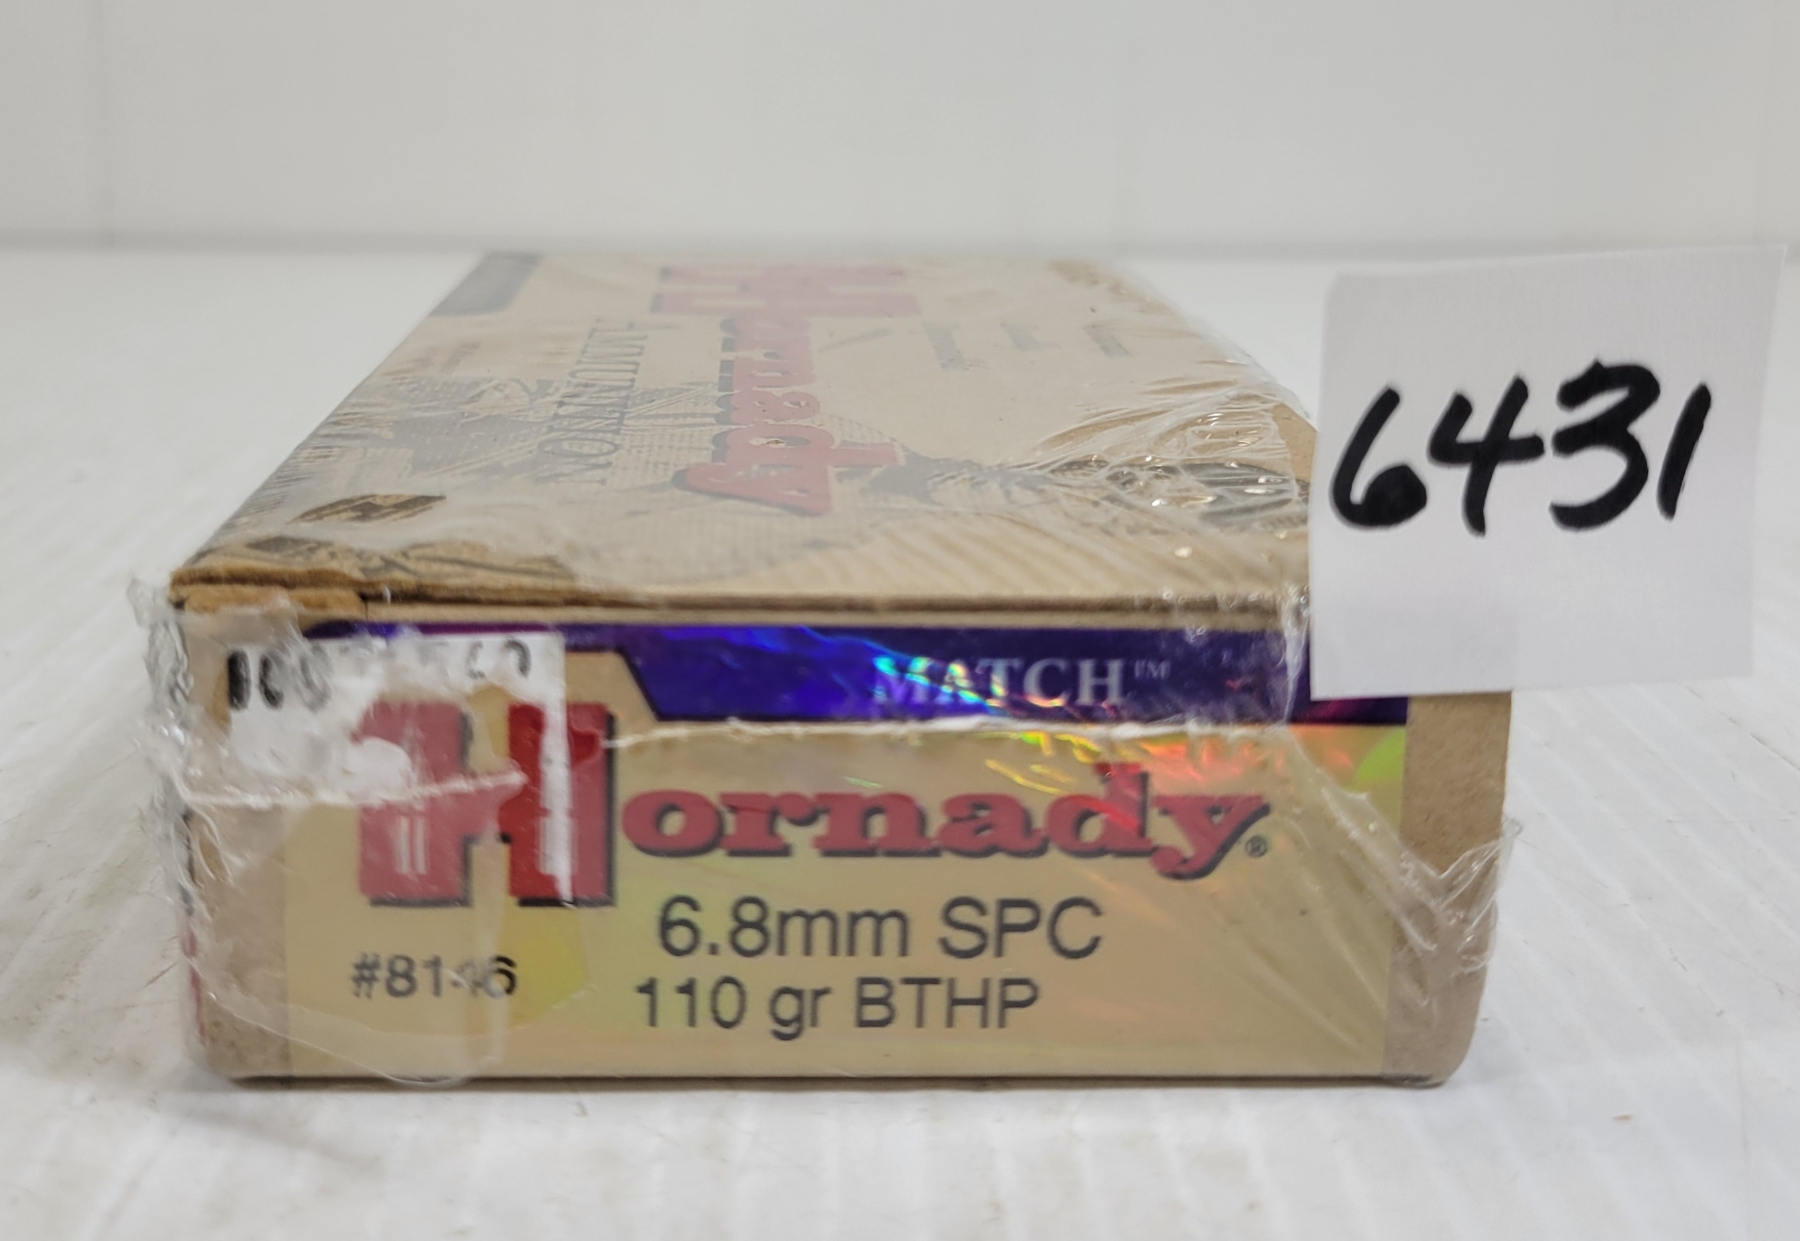 Hornady
AMMUNITION
6431
MATCH™
Hornady®
6.8mm SPC
#8146
110 gr BTHP